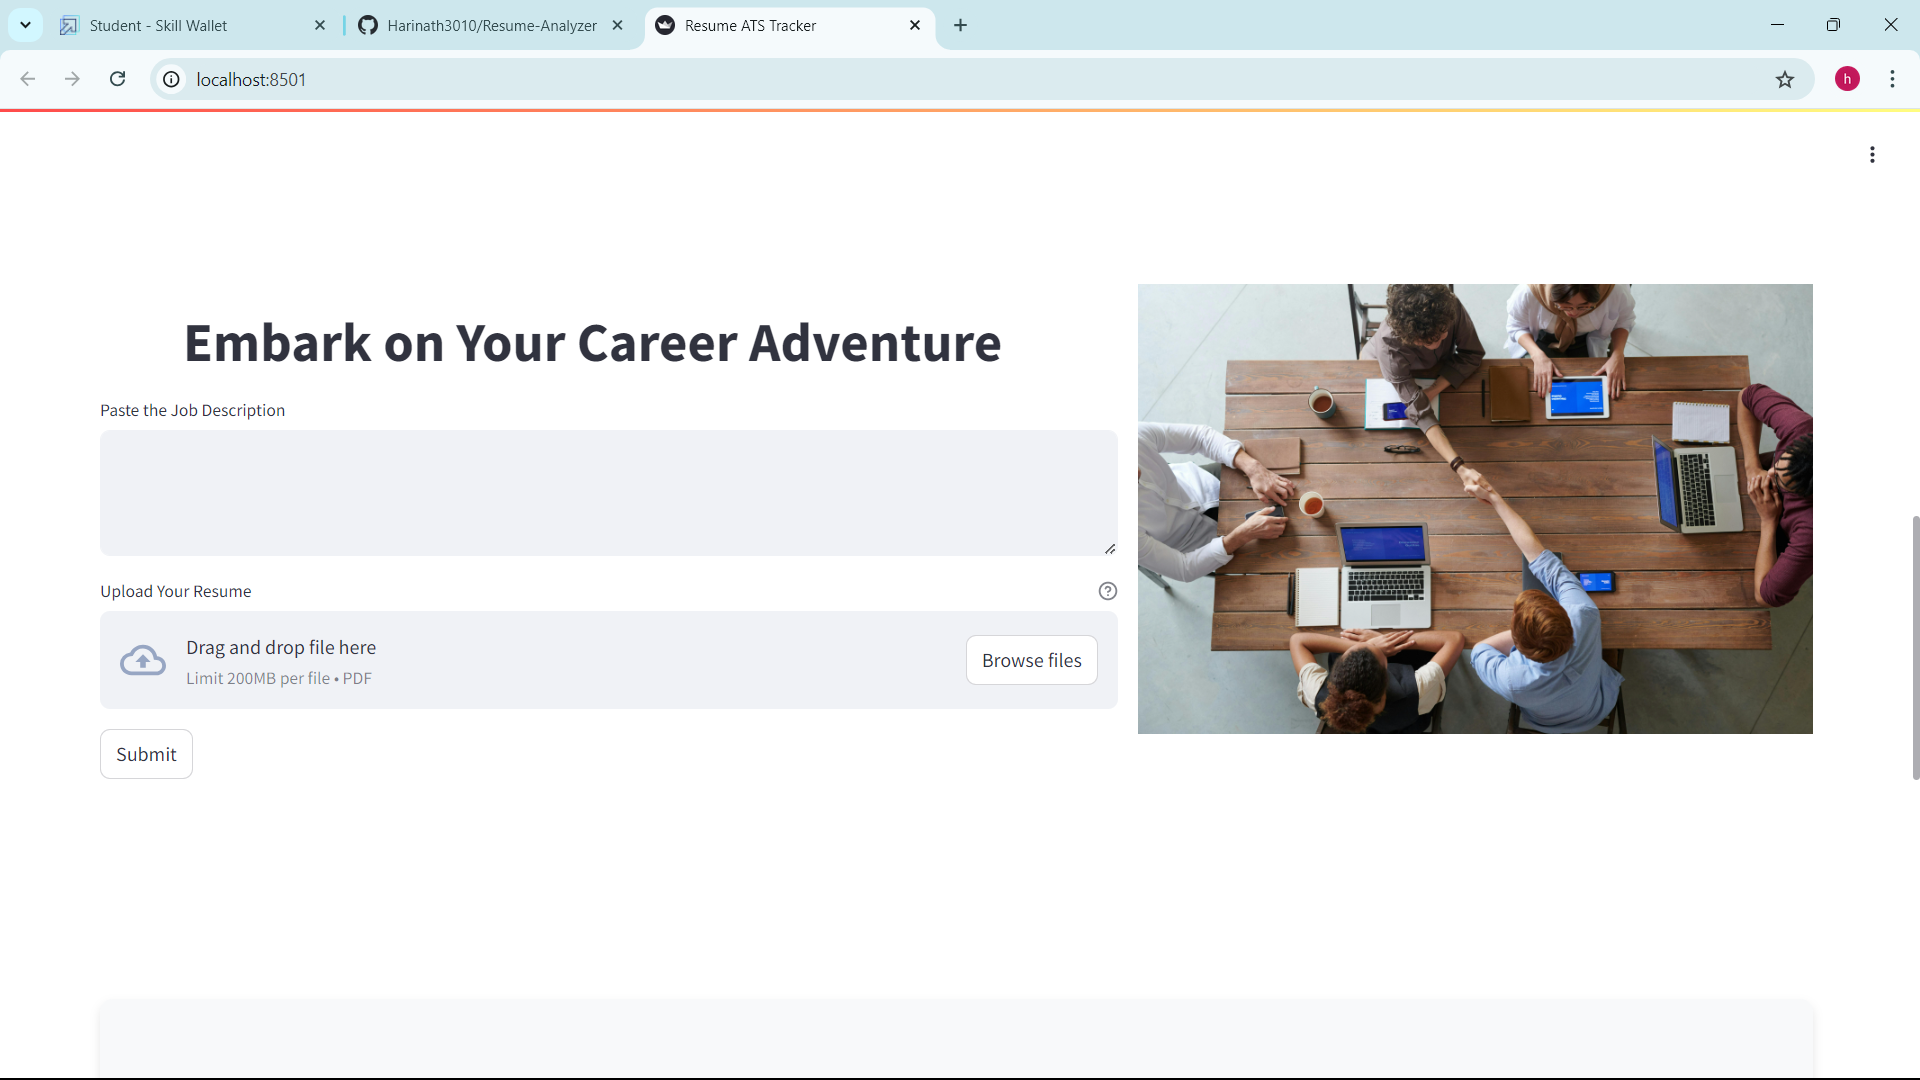 Student - Skill Wallet
Harinath3010/Resume-Analyzer
Resume ATS Tracker
localhost:8501
h
Embark on Your Career Adventure
Paste the Job Description
Upload Your Resume
Drag and drop file here
Limit 200MB per file • PDF
Browse files
Submit